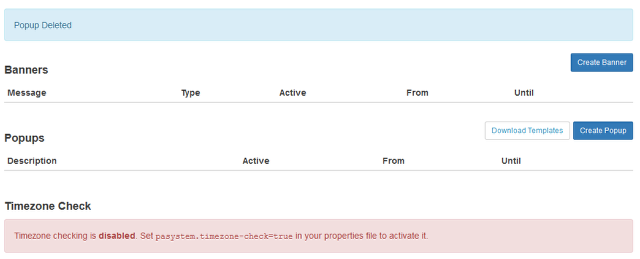 Popup Deleted
Create Banner
Banners
Message Type Active From Until
Download Templates Create Popup
Popups
Description Active From Until
Timezone Check
Timezone checking is disabled. Set pasystem.timezone-check=true in your properties file to activate it.